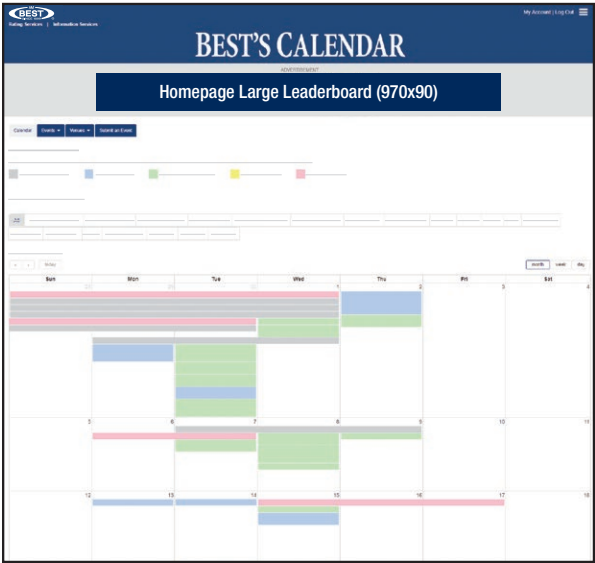 BEST
Rating Services | Information Services
My Account | Log Out
BEST'S CALENDAR
ADVERTISEMENT
Homepage Large Leaderboard (970x90)
Calendar Events Venues Submit an Event
today
month week day
Sun Mon Tue Wed Thu Fri Sat
1 2 3 4
5 6 7 8 9 10 11
12 13 14 15 16 17 18